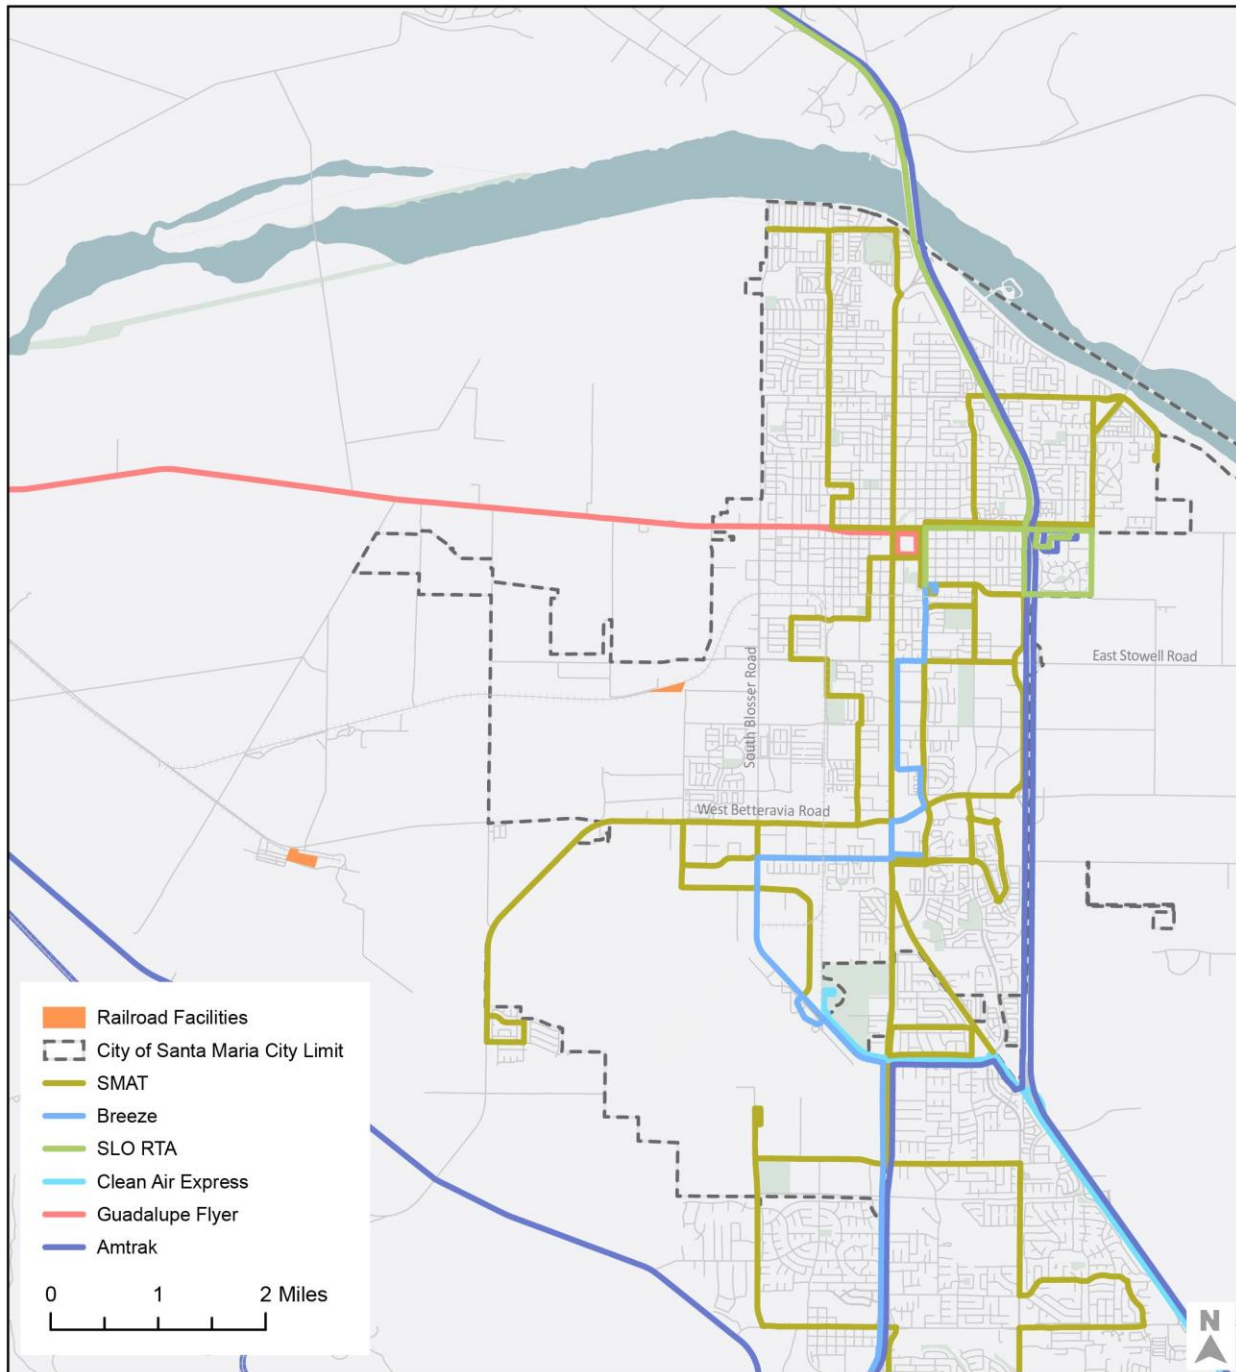 East Stowell Road
South Blosser Road
West Betteravia Road
Railroad Facilities
City of Santa Maria City Limit
SMAT
Breeze
SLO RTA
Clean Air Express
Guadalupe Flyer
Amtrak
0 1 2 Miles
N